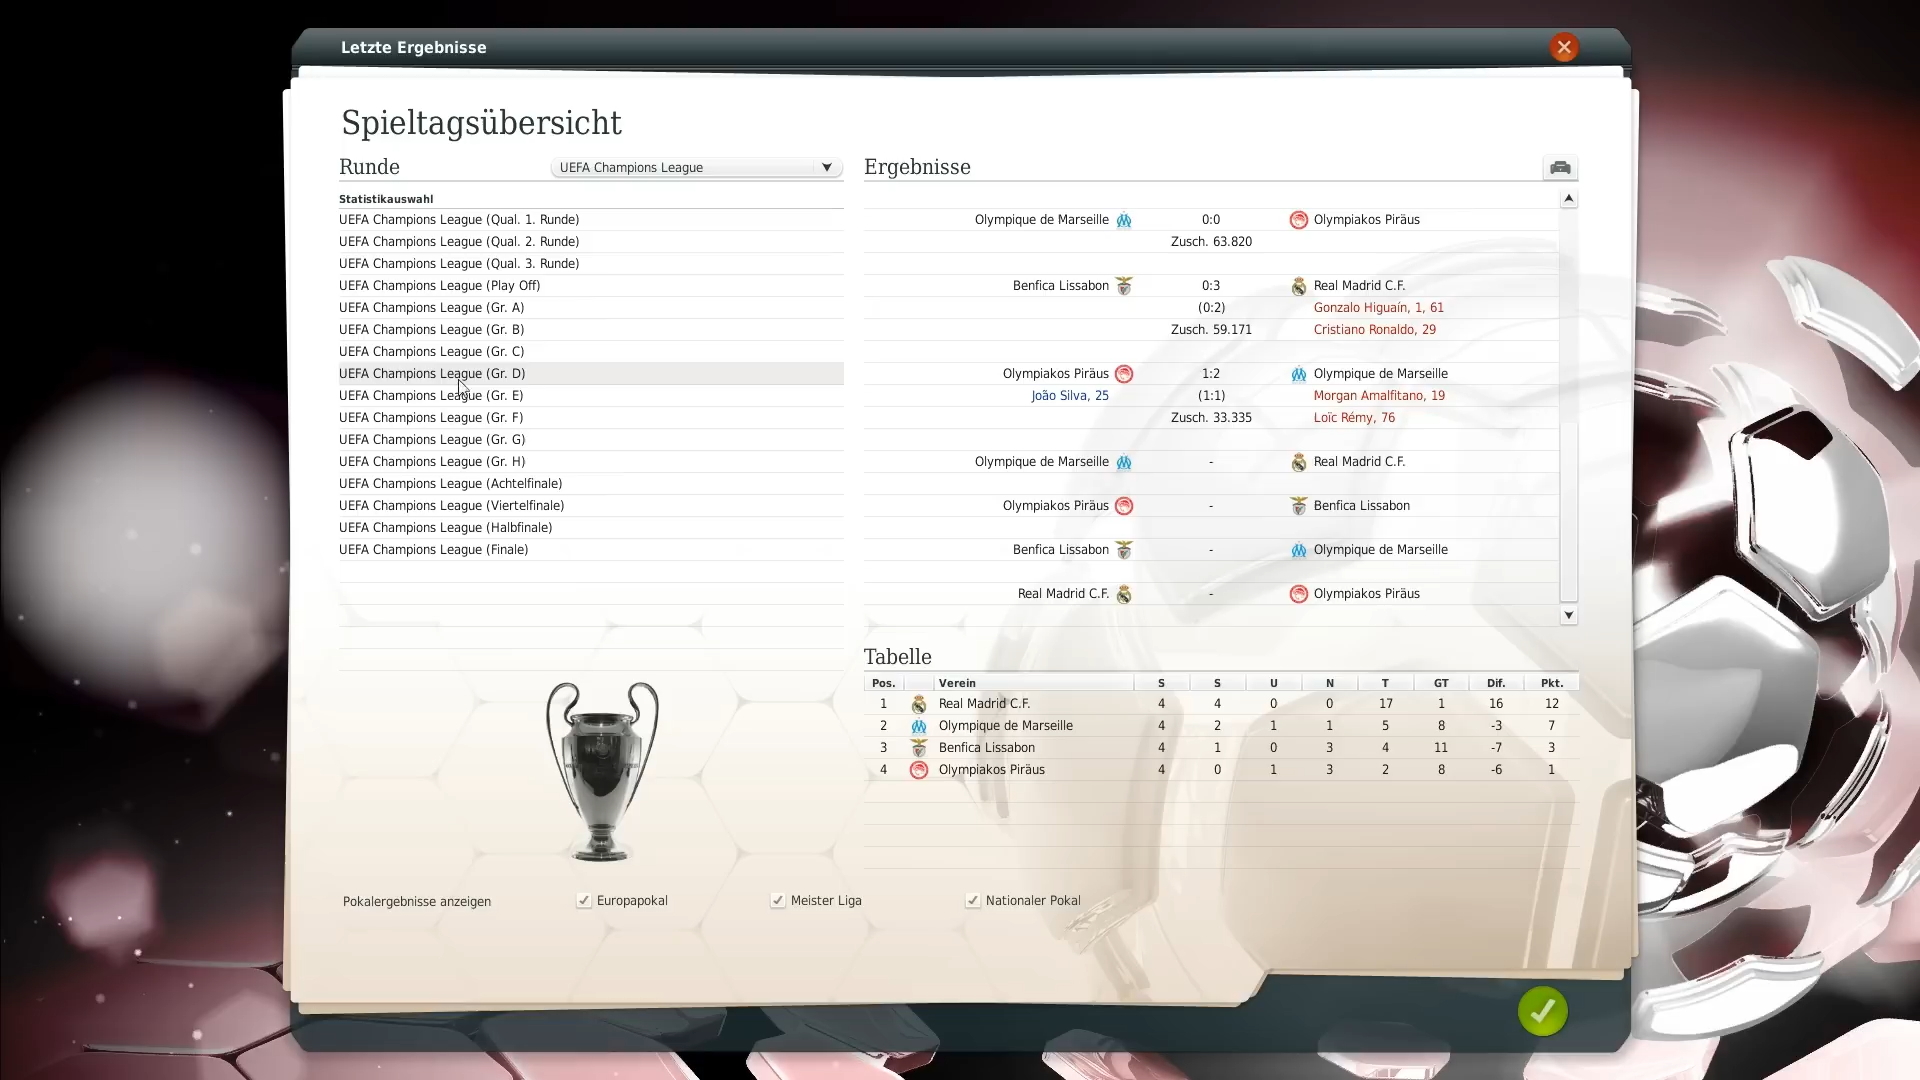 Letzte Ergebnisse
Spieltagsübersicht
Runde
UEFA Champions League
Statistikauswahl
UEFA Champions League (Qual. 1. Runde)
UEFA Champions League (Qual. 2. Runde)
UEFA Champions League (Qual. 3. Runde)
UEFA Champions League (Play Off)
UEFA Champions League (Gr. A)
UEFA Champions League (Gr. B)
UEFA Champions League (Gr. C)
UEFA Champions League (Gr. D)
UEFA Champions League (Gr. E)
UEFA Champions League (Gr. F)
UEFA Champions League (Gr. G)
UEFA Champions League (Gr. H)
UEFA Champions League (Achtelfinale)
UEFA Champions League (Viertelfinale)
UEFA Champions League (Halbfinale)
UEFA Champions League (Finale)
Ergebnisse
Olympique de Marseille 0:0 Olympiakos Piräus
Zusch. 63.820
Benfica Lissabon 0:3 Real Madrid C.F.
(0:2) Gonzalo Higuaín, 1, 61
Zusch. 59.171 Cristiano Ronaldo, 29
Olympiakos Piräus 1:2 Olympique de Marseille
João Silva, 25 (1:1) Morgan Amalfitano, 19
Zusch. 33.335 Loïc Rémy, 76
Olympique de Marseille - Real Madrid C.F.
Olympiakos Piräus - Benfica Lissabon
Benfica Lissabon - Olympique de Marseille
Real Madrid C.F. - Olympiakos Piräus
Tabelle
Pos. Verein S S U N T GT Dif. Pkt.
1 Real Madrid C.F. 4 4 0 0 17 1 16 12
2 Olympique de Marseille 4 2 1 1 5 8 -3 7
3 Benfica Lissabon 4 1 0 3 4 11 -7 3
4 Olympiakos Piräus 4 0 1 3 2 8 -6 1
Pokalergebnisse anzeigen Europapokal Meister Liga Nationaler Pokal